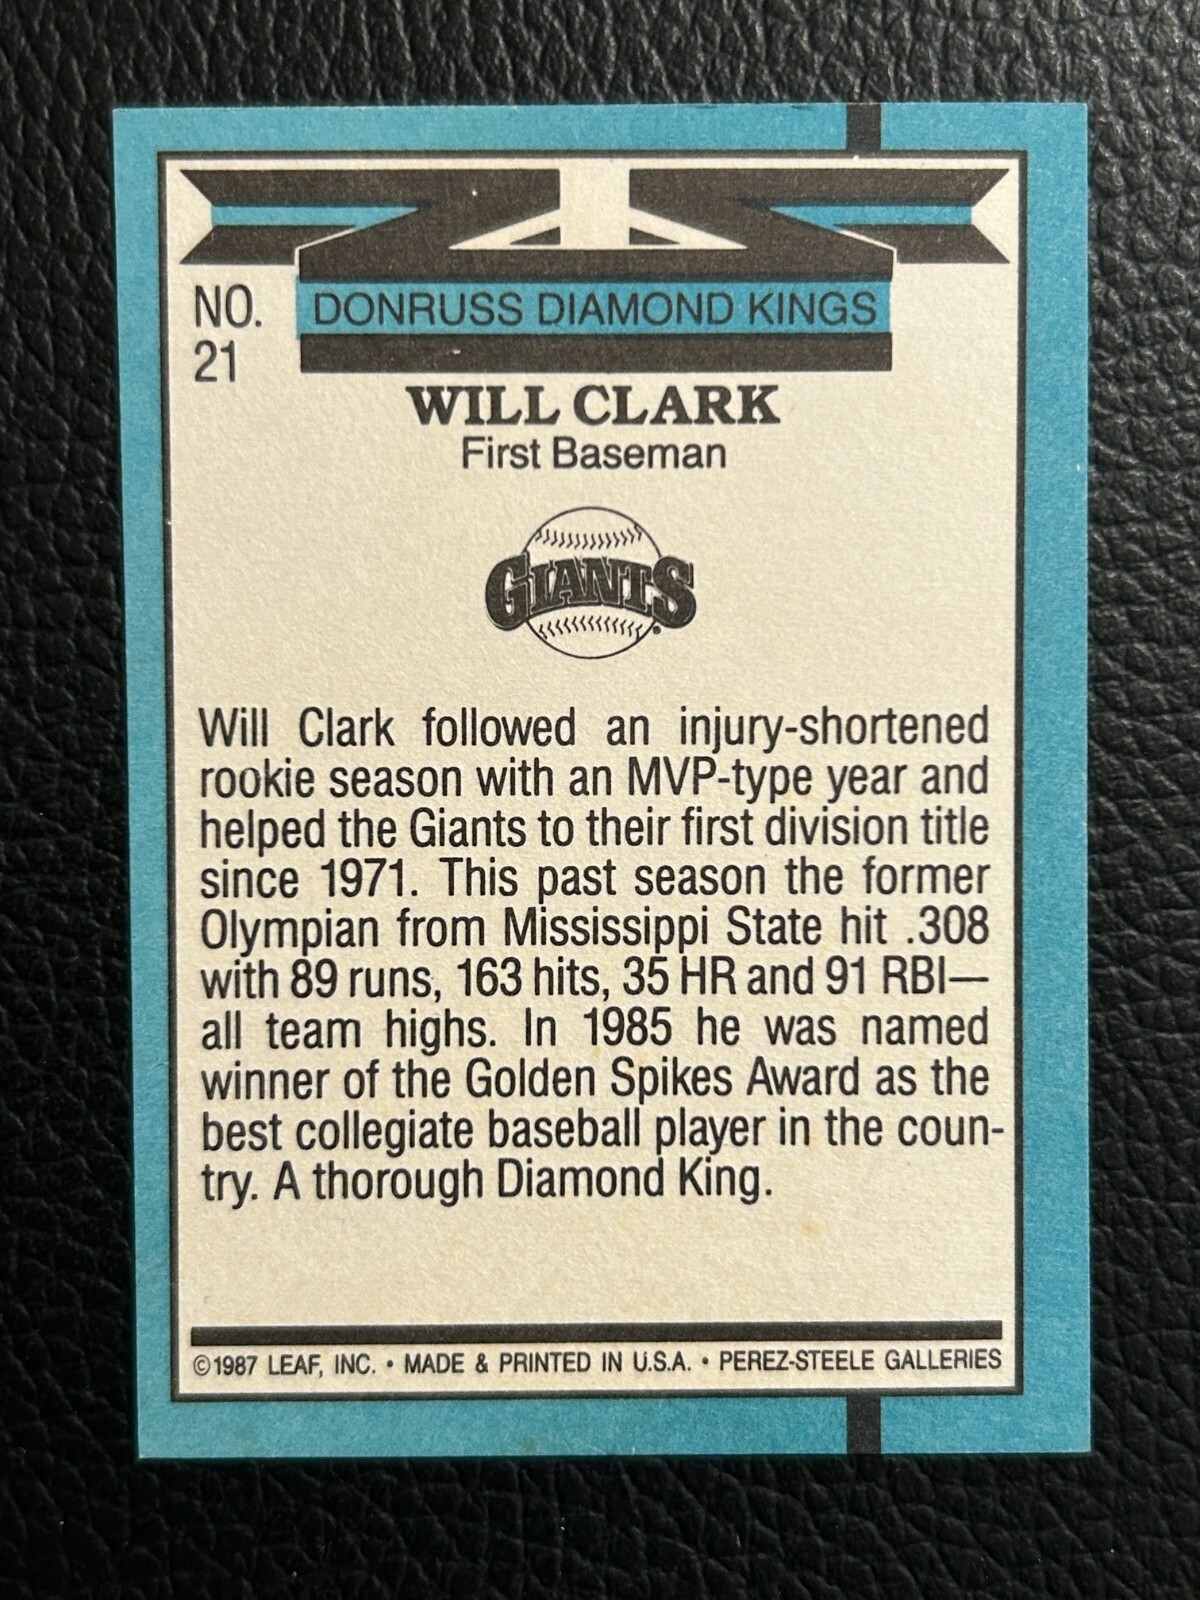 NO.
21
DONRUSS DIAMOND KINGS
WILL CLARK
First Baseman
GIANTS
Will Clark followed an injury-shortened
rookie season with an MVP-type year and
helped the Giants to their first division title
since 1971. This past season the former
Olympian from Mississippi State hit .308
with 89 runs, 163 hits, 35 HR and 91 RBI—
all team highs. In 1985 he was named
winner of the Golden Spikes Award as the
best collegiate baseball player in the coun-
try. A thorough Diamond King.
©1987 LEAF, INC. • MADE & PRINTED IN U.S.A. • PEREZ-STEELE GALLERIES